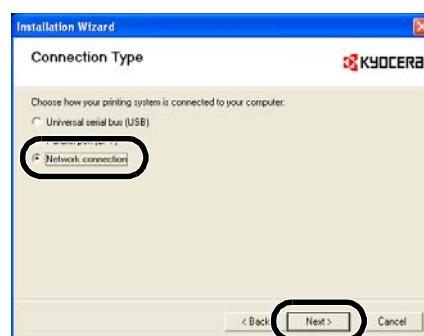 Installation Wizard
Connection Type
KYOCERA
Choose how your printing system is connected to your computer:
Universal serial bus (USB)
Network connection
< Back
Next >
Cancel